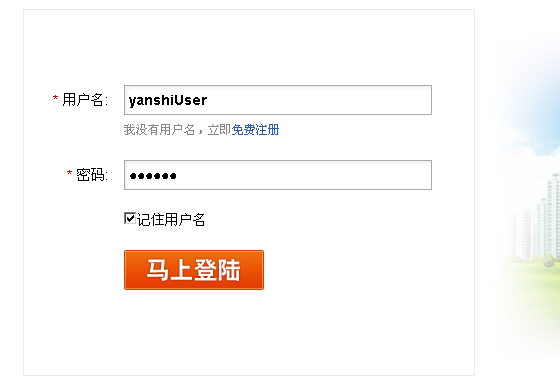 * 用户名: yanshiUser
我没有用户名，立即免费注册
* 密码: ●●●●●●
记住用户名
马上登陆